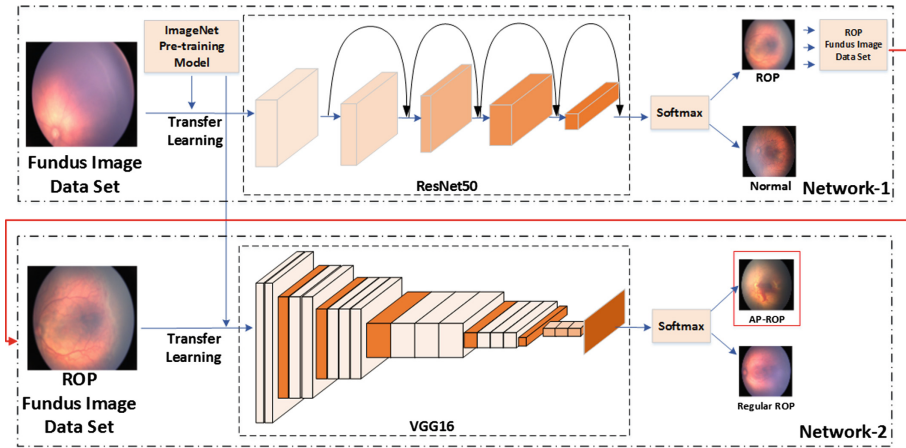 ImageNet
Pre-training
Model
Transfer
Learning
Fundus Image
Data Set
ResNet50
Softmax
ROP
Normal
ROP
Fundus Image
Data Set
Network-1
ROP
Fundus Image
Data Set
Transfer
Learning
VGG16
Softmax
AP-ROP
Regular ROP
Network-2